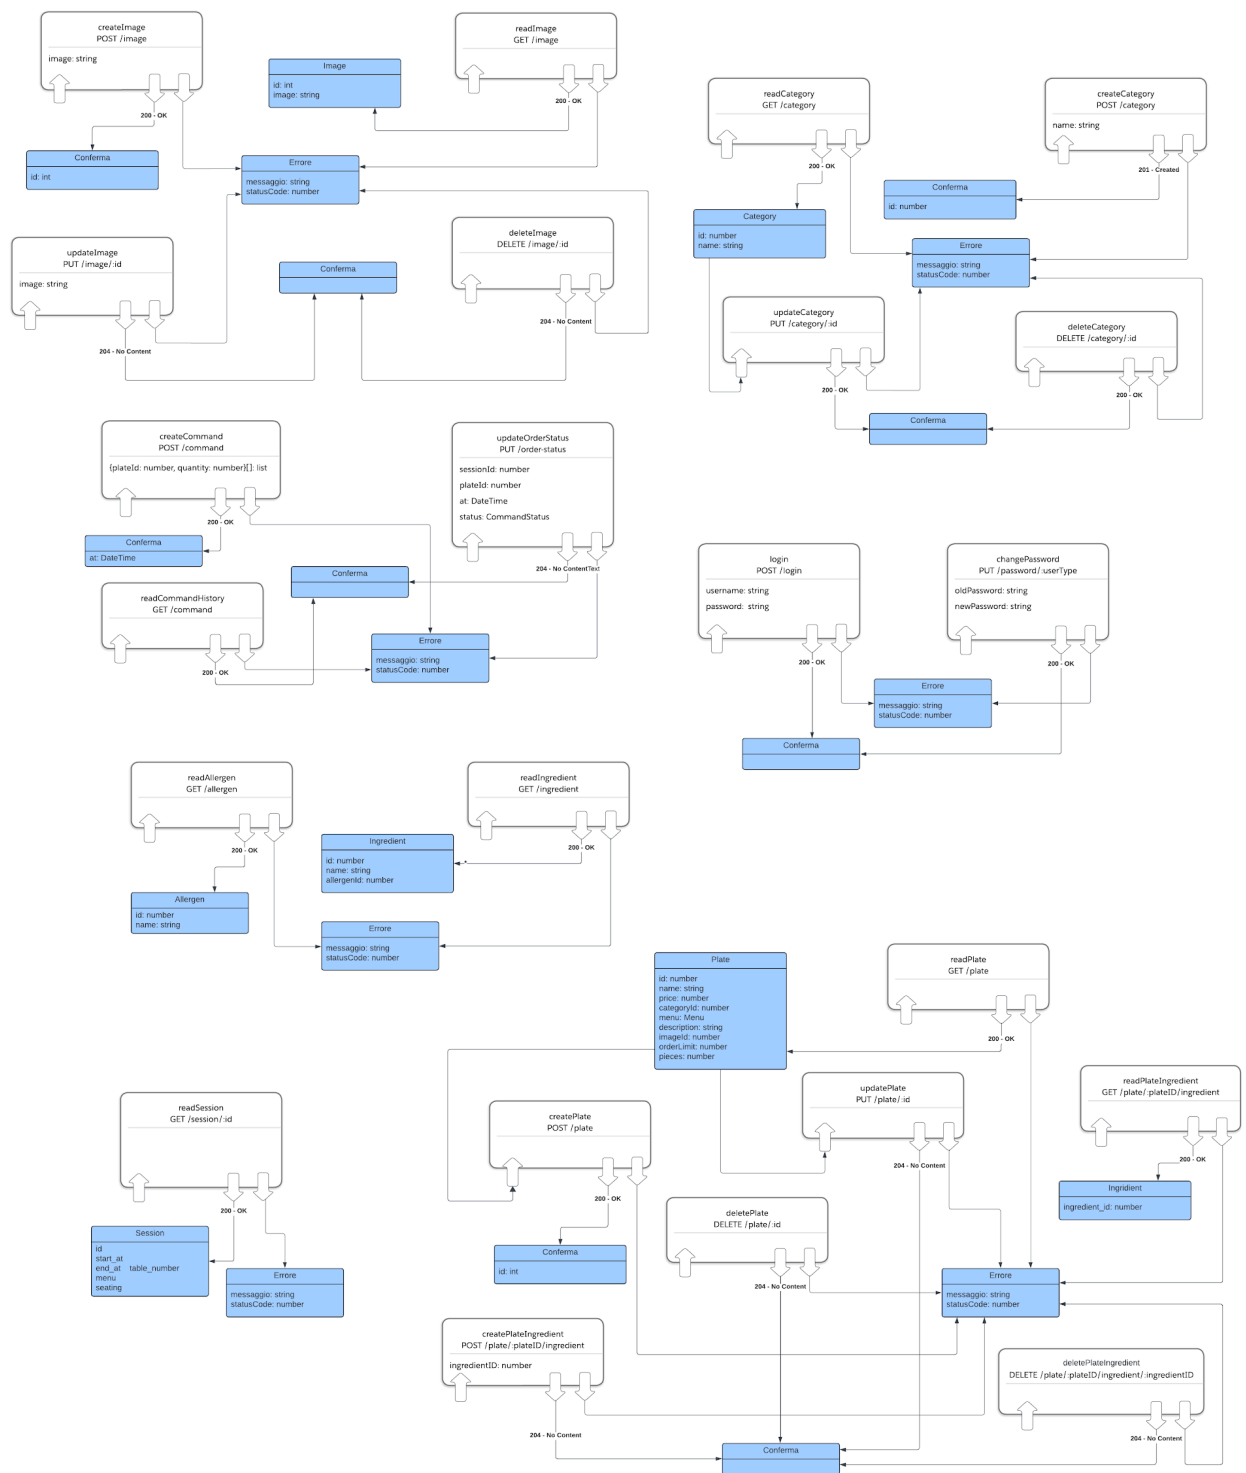 createImage
POST /image
image: string
200 - OK
Conferma
id: int
Image
id: int
image: string
readImage
GET /image
200 - OK
Errore
messaggio: string
statusCode: number
updateImage
PUT /image/:id
image: string
204 - No Content
Conferma
deleteImage
DELETE /image/:id
204 - No Content
readCategory
GET /category
200 - OK
createCategory
POST /category
name: string
201 - Created
Conferma
id: number
Category
id: number
name: string
Errore
messaggio: string
statusCode: number
updateCategory
PUT /category/:id
200 - OK
deleteCategory
DELETE /category/:id
200 - OK
Conferma
createCommand
POST /command
{plateId: number, quantity: number}[]: list
200 - OK
Conferma
at: DateTime
updateOrderStatus
PUT /order-status
sessionId: number
plateId: number
at: DateTime
status: CommandStatus
204 - No ContentText
Conferma
readCommandHistory
GET /command
200 - OK
Errore
messaggio: string
statusCode: number
login
POST /login
username: string
password: string
200 - OK
changePassword
PUT /password/:userType
oldPassword: string
newPassword: string
200 - OK
Errore
messaggio: string
statusCode: number
Conferma
readAllergen
GET /allergen
200 - OK
Allergen
id: number
name: string
readIngredient
GET /ingredient
200 - OK
Ingredient
id: number
name: string
allergenId: number
*
Errore
messaggio: string
statusCode: number
Plate
id: number
name: string
price: number
categoryId: number
menu: Menu
description: string
imageId: number
orderLimit: number
pieces: number
readPlate
GET /plate
200 - OK
readSession
GET /session/:id
200 - OK
Session
id
start_at
end_at table_number
menu
seating
Errore
messaggio: string
statusCode: number
createPlate
POST /plate
200 - OK
Conferma
id: int
updatePlate
PUT /plate/:id
204 - No Content
readPlateIngredient
GET /plate/:plateID/ingredient
200 - OK
Ingridient
ingredient_id: number
deletePlate
DELETE /plate/:id
204 - No Content
Errore
messaggio: string
statusCode: number
createPlateIngredient
POST /plate/:plateID/ingredient
ingredientID: number
204 - No Content
deletePlateIngredient
DELETE /plate/:plateID/ingredient/:ingredientID
204 - No Content
Conferma